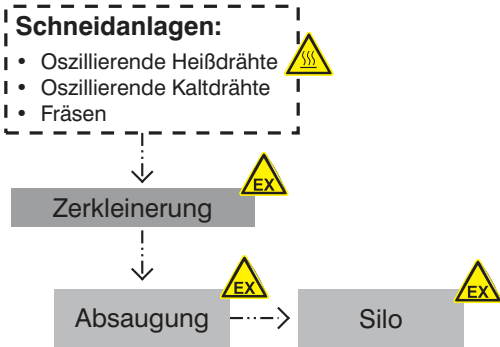 Schneidanlagen:
• Oszillierende Heißdrähte
• Oszillierende Kaltdrähte
• Fräsen
EX
Zerkleinerung
EX
EX
Absaugung
Silo